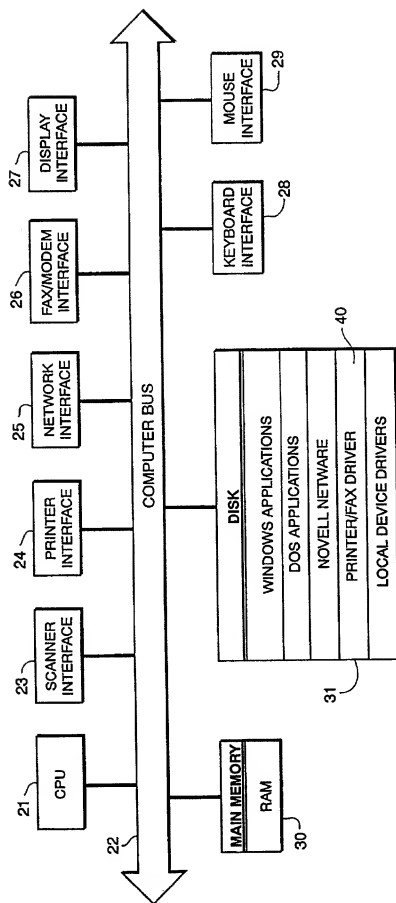 21
CPU
23
SCANNER
INTERFACE
24
PRINTER
INTERFACE
25
NETWORK
INTERFACE
26
FAX/MODEM
INTERFACE
27
DISPLAY
INTERFACE
22
COMPUTER BUS
MAIN MEMORY
RAM
30
DISK
WINDOWS APPLICATIONS
DOS APPLICATIONS
NOVELL NETWARE
PRINTER/FAX DRIVER
LOCAL DEVICE DRIVERS
31
40
KEYBOARD
INTERFACE
28
MOUSE
INTERFACE
29